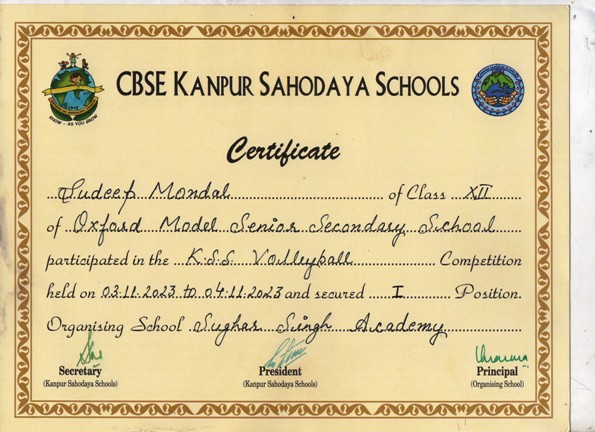 CBSE KANPUR SAHODAYA SCHOOLS
KNOW - AS YOU GROW
Certificate
Sudeep Mondal of Class XII
of Oxford Model Senior Secondary School
participated in the K.S.S Volleyball Competition
held on 03.11.2023 to 04.11.2023 and secured I Position.
Organising School Sughar Singh Academy
Secretary President Principal
(Kanpur Sahodaya Schools) (Kanpur Sahodaya Schools) (Organising School)